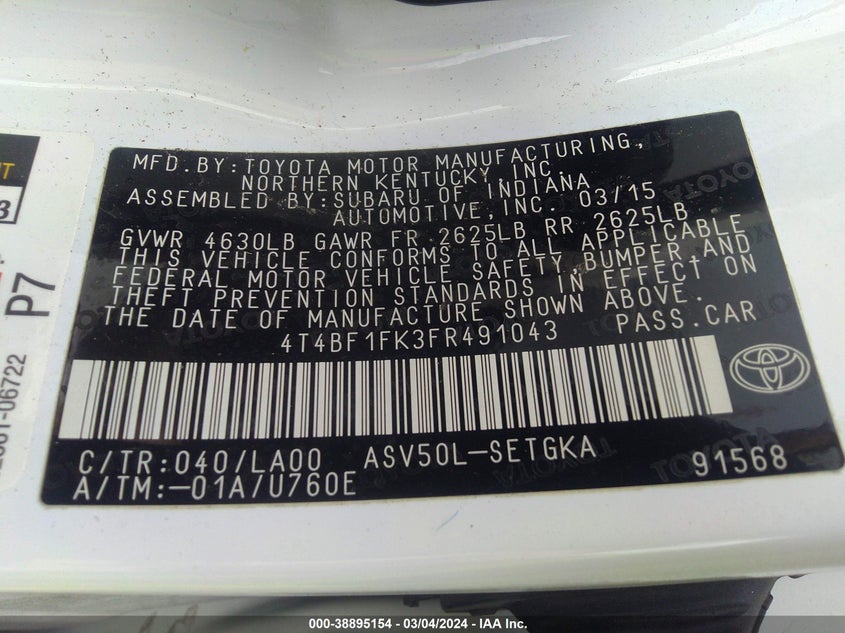 MFD.BY:TOYOTA MOTOR MANUFACTURING,
NORTHERN KENTUCKY, INC.
ASSEMBLED BY:SUBARU OF INDIANA
AUTOMOTIVE,INC. 03/15
GVWR 4630LB GAWR FR 2625LB RR 2625LB
THIS VEHICLE CONFORMS TO ALL APPLICABLE
FEDERAL MOTOR VEHICLE SAFETY,BUMPER,AND
THEFT PREVENTION STANDARDS IN EFFECT ON
THE DATE OF MANUFACTURE SHOWN ABOVE.
4T4BF1FK3FR491043 PASS.CAR
C/TR:040/LA00 ASV50L-SETGKA
A/TM:-01A/U760E 91568
P7
06722
000-38895154 - 03/04/2024 - IAA Inc.